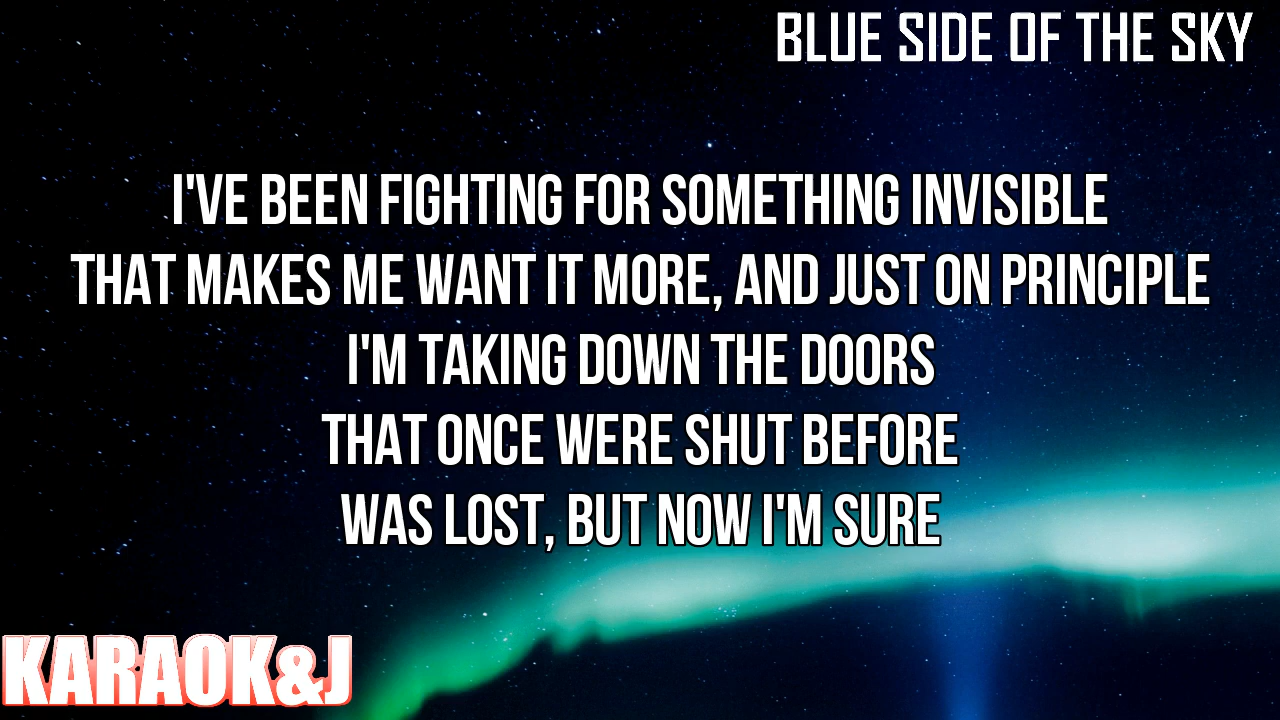 BLUE SIDE OF THE SKY
I'VE BEEN FIGHTING FOR SOMETHING INVISIBLE
THAT MAKES ME WANT IT MORE, AND JUST ON PRINCIPLE
I'M TAKING DOWN THE DOORS
THAT ONCE WERE SHUT BEFORE
WAS LOST, BUT NOW I'M SURE
KARAOK&J